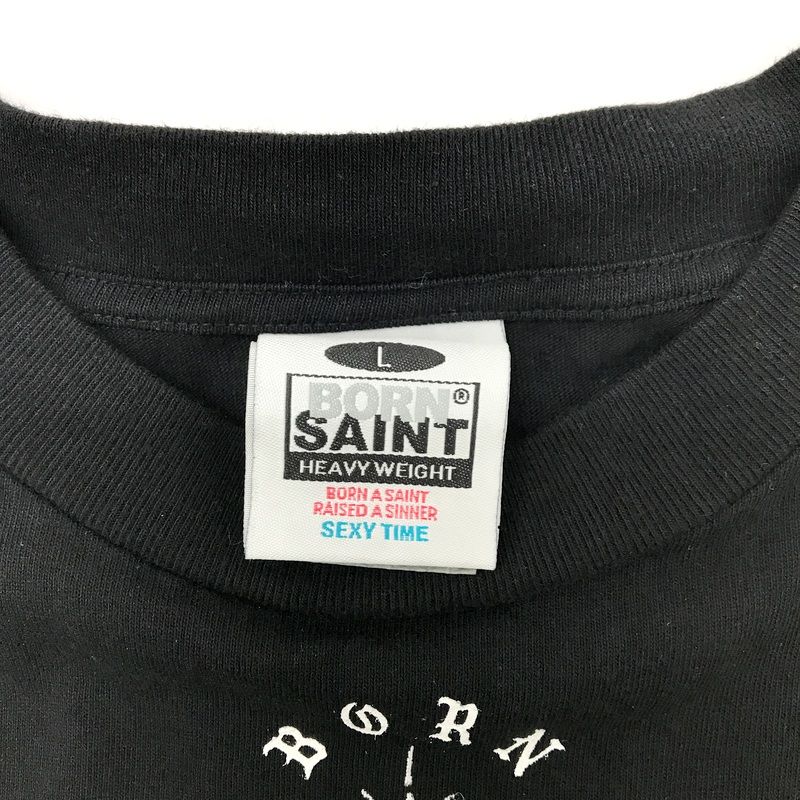 L
BORN®
SAINT
HEAVY WEIGHT
BORN A SAINT
RAISED A SINNER
SEXY TIME
BORN